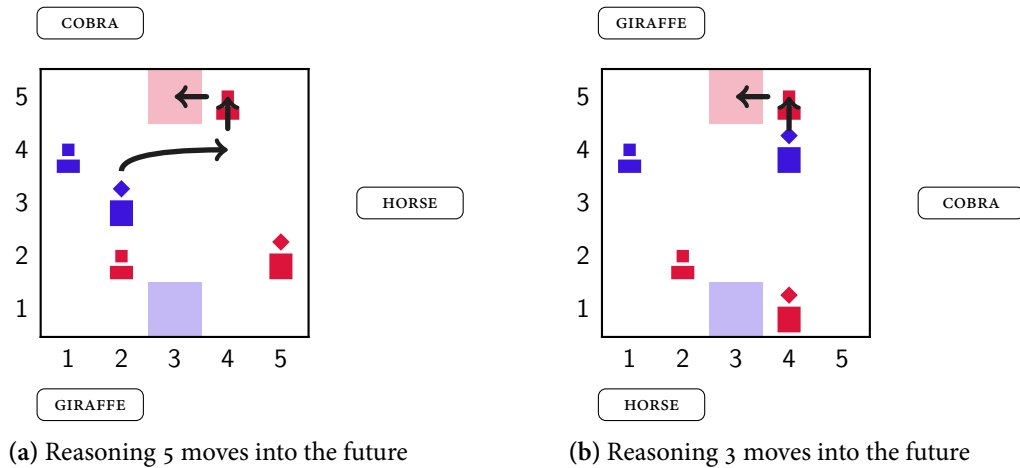 COBRA
GIRAFFE
5
4
3
2
1
1 2 3 4 5
HORSE
GIRAFFE
5
4
3
2
1
1 2 3 4 5
COBRA
HORSE
(a) Reasoning 5 moves into the future
(b) Reasoning 3 moves into the future